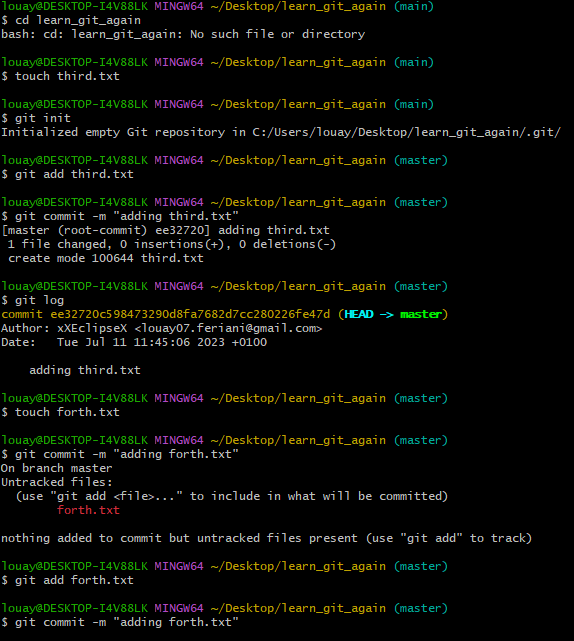 louay@DESKTOP-I4V88LK MINGW64 ~/Desktop/learn_git_again (main)
$ cd learn_git_again
bash: cd: learn_git_again: No such file or directory

louay@DESKTOP-I4V88LK MINGW64 ~/Desktop/learn_git_again (main)
$ touch third.txt

louay@DESKTOP-I4V88LK MINGW64 ~/Desktop/learn_git_again (main)
$ git init
Initialized empty Git repository in C:/Users/louay/Desktop/learn_git_again/.git/

louay@DESKTOP-I4V88LK MINGW64 ~/Desktop/learn_git_again (master)
$ git add third.txt

louay@DESKTOP-I4V88LK MINGW64 ~/Desktop/learn_git_again (master)
$ git commit -m "adding third.txt"
[master (root-commit) ee32720] adding third.txt
 1 file changed, 0 insertions(+), 0 deletions(-)
 create mode 100644 third.txt

louay@DESKTOP-I4V88LK MINGW64 ~/Desktop/learn_git_again (master)
$ git log
commit ee32720c598473290d8fa7682d7cc280226fe47d (HEAD -> master)
Author: xXEclipseX <louay07.feriani@gmail.com>
Date:   Tue Jul 11 11:45:06 2023 +0100

    adding third.txt

louay@DESKTOP-I4V88LK MINGW64 ~/Desktop/learn_git_again (master)
$ touch forth.txt

louay@DESKTOP-I4V88LK MINGW64 ~/Desktop/learn_git_again (master)
$ git commit -m "adding forth.txt"
On branch master
Untracked files:
  (use "git add <file>..." to include in what will be committed)
        forth.txt

nothing added to commit but untracked files present (use "git add" to track)

louay@DESKTOP-I4V88LK MINGW64 ~/Desktop/learn_git_again (master)
$ git add forth.txt

louay@DESKTOP-I4V88LK MINGW64 ~/Desktop/learn_git_again (master)
$ git commit -m "adding forth.txt"